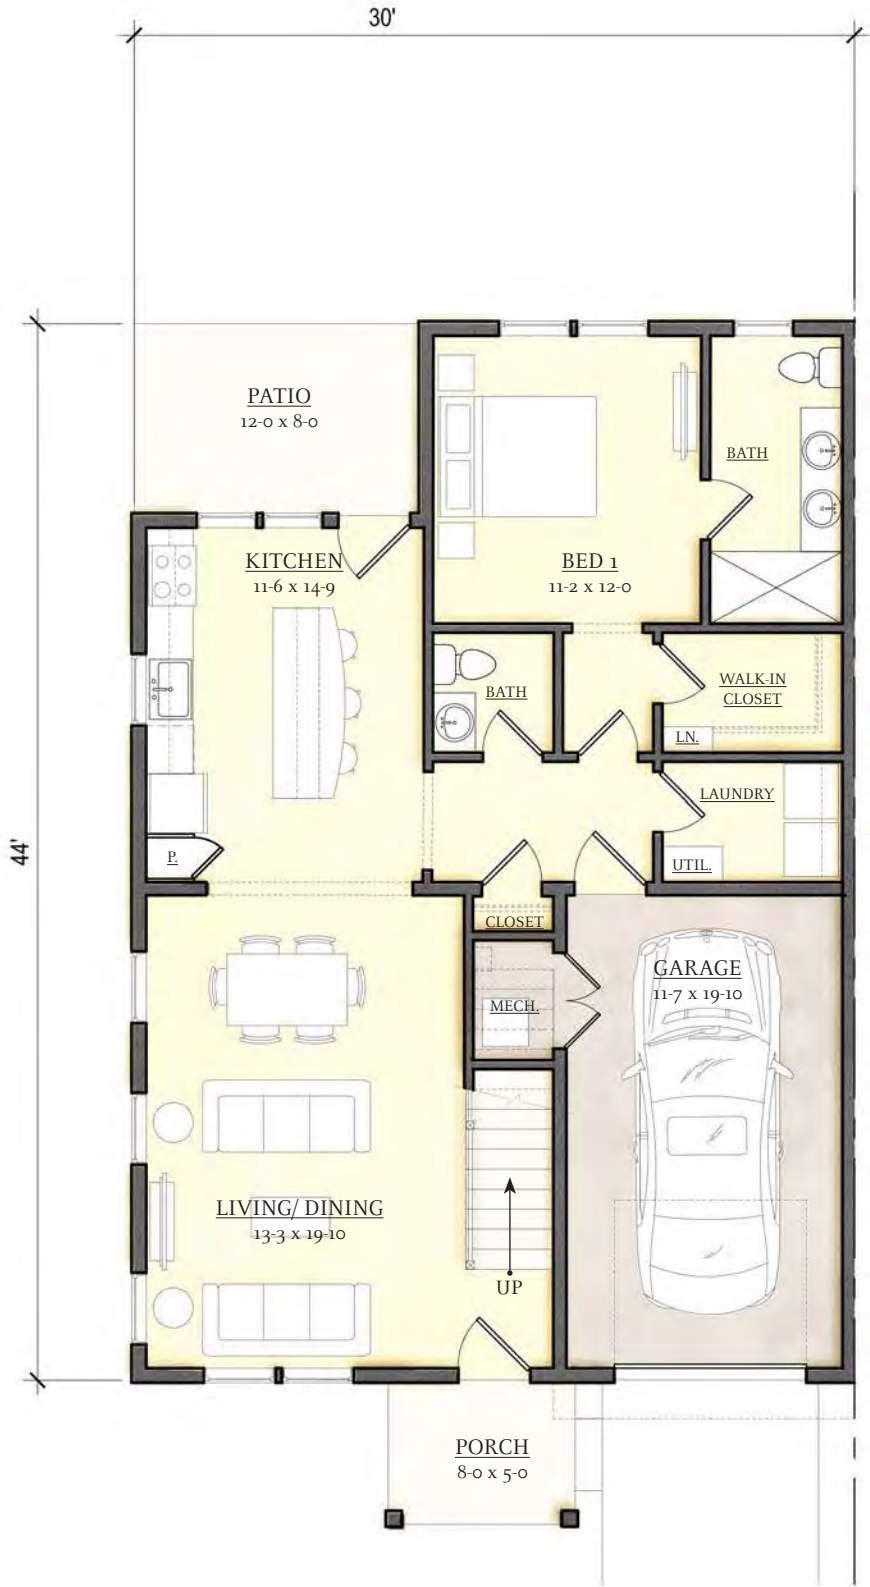 30'
44'
PATIO
12-0 x 8-0
BATH
KITCHEN
11-6 x 14-9
BED 1
11-2 x 12-0
BATH
WALK-IN
CLOSET
LN.
LAUNDRY
P.
UTIL.
CLOSET
GARAGE
11-7 x 19-10
MECH.
LIVING/ DINING
13-3 x 19-10
UP
PORCH
8-0 x 5-0